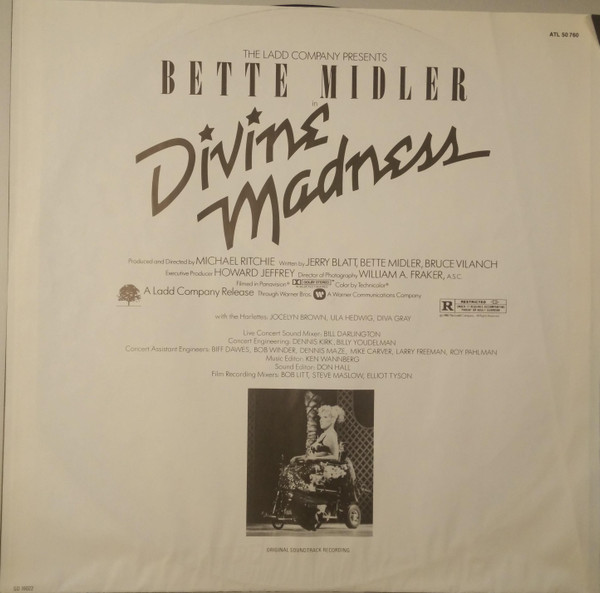 ATL 50 780
THE LADD COMPANY PRESENTS
BETTE MIDLER
in
Divine
Madness
Produced and Directed by MICHAEL RITCHIE Written by JERRY BLATT, BETTE MIDLER, BRUCE VILANCH
Executive Producer HOWARD JEFFREY Director of Photography WILLIAM A. FRAKER, A.S.C.
Filmed in Panavision® DOLBY STEREO Color by Technicolor®
A Ladd Company Release Through Warner Bros. A Warner Communications Company
R RESTRICTED
with the Harlettes: JOCELYN BROWN, ULA HEDWIG, DIVA GRAY
Live Concert Sound Mixer: BILL DARLINGTON
Concert Engineering: DENNIS KIRK, BILLY YOUDELMAN
Concert Assistant Engineers: BIFF DAWES, BOB WINDER, DENNIS MAZE, MIKE CARVER, LARRY FREEMAN, ROY PAHLMAN
Music Editor: KEN WANNBERG
Sound Editor: DON HALL
Film Recording Mixers: BOB LITT, STEVE MASLOW, ELLIOT TYSON
ORIGINAL SOUNDTRACK RECORDING